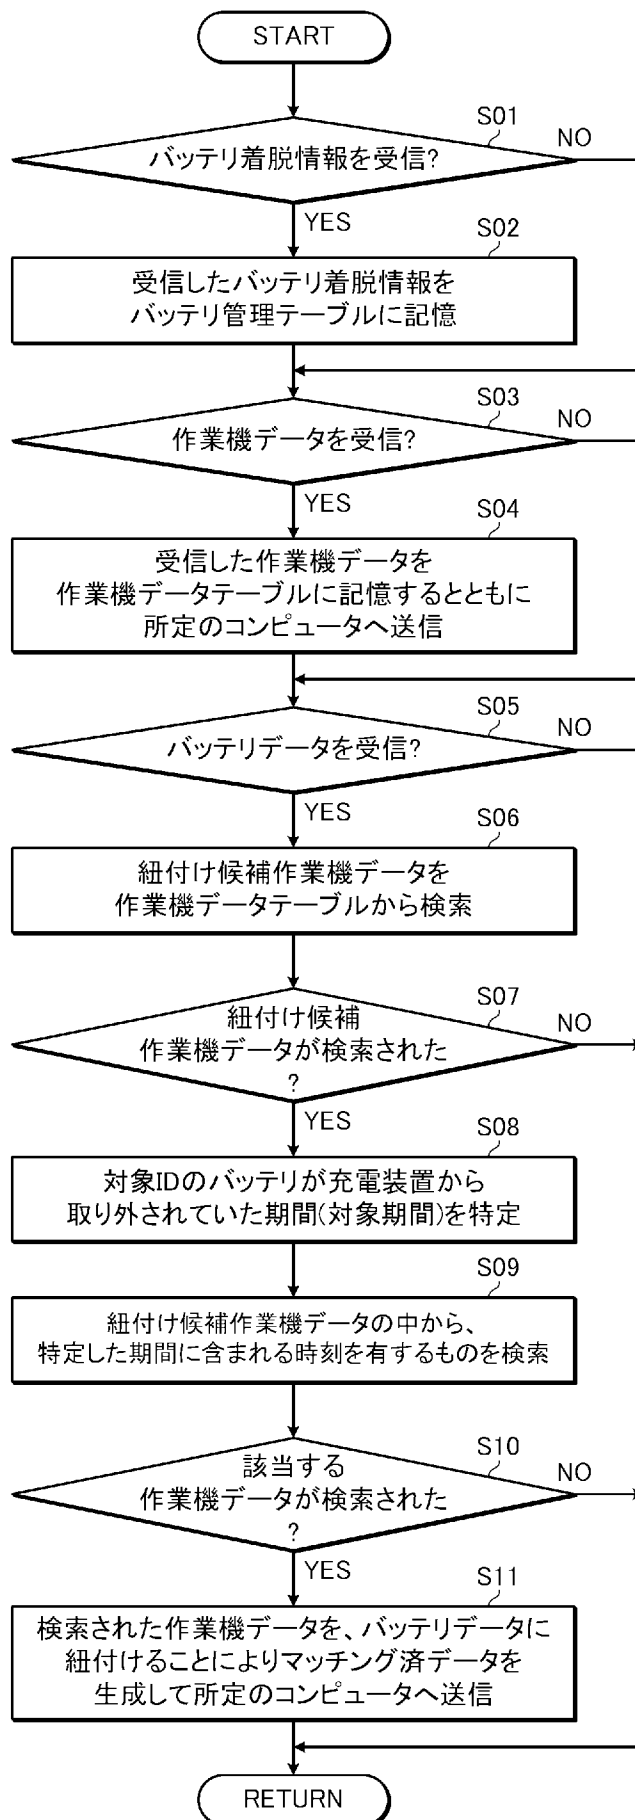 START
S01
バッテリ着脱情報を受信?
NO
YES
S02
受信したバッテリ着脱情報を
バッテリ管理テーブルに記憶
S03
作業機データを受信?
NO
YES
S04
受信した作業機データを
作業機データテーブルに記憶するとともに
所定のコンピュータへ送信
S05
バッテリデータを受信?
NO
YES
S06
紐付け候補作業機データを
作業機データテーブルから検索
S07
紐付け候補
作業機データが検索された
?
NO
YES
S08
対象IDのバッテリが充電装置から
取り外されていた期間(対象期間)を特定
S09
紐付け候補作業機データの中から、
特定した期間に含まれる時刻を有するものを検索
S10
該当する
作業機データが検索された
?
NO
YES
S11
検索された作業機データを、バッテリデータに
紐付けることによりマッチング済データを
生成して所定のコンピュータへ送信
RETURN